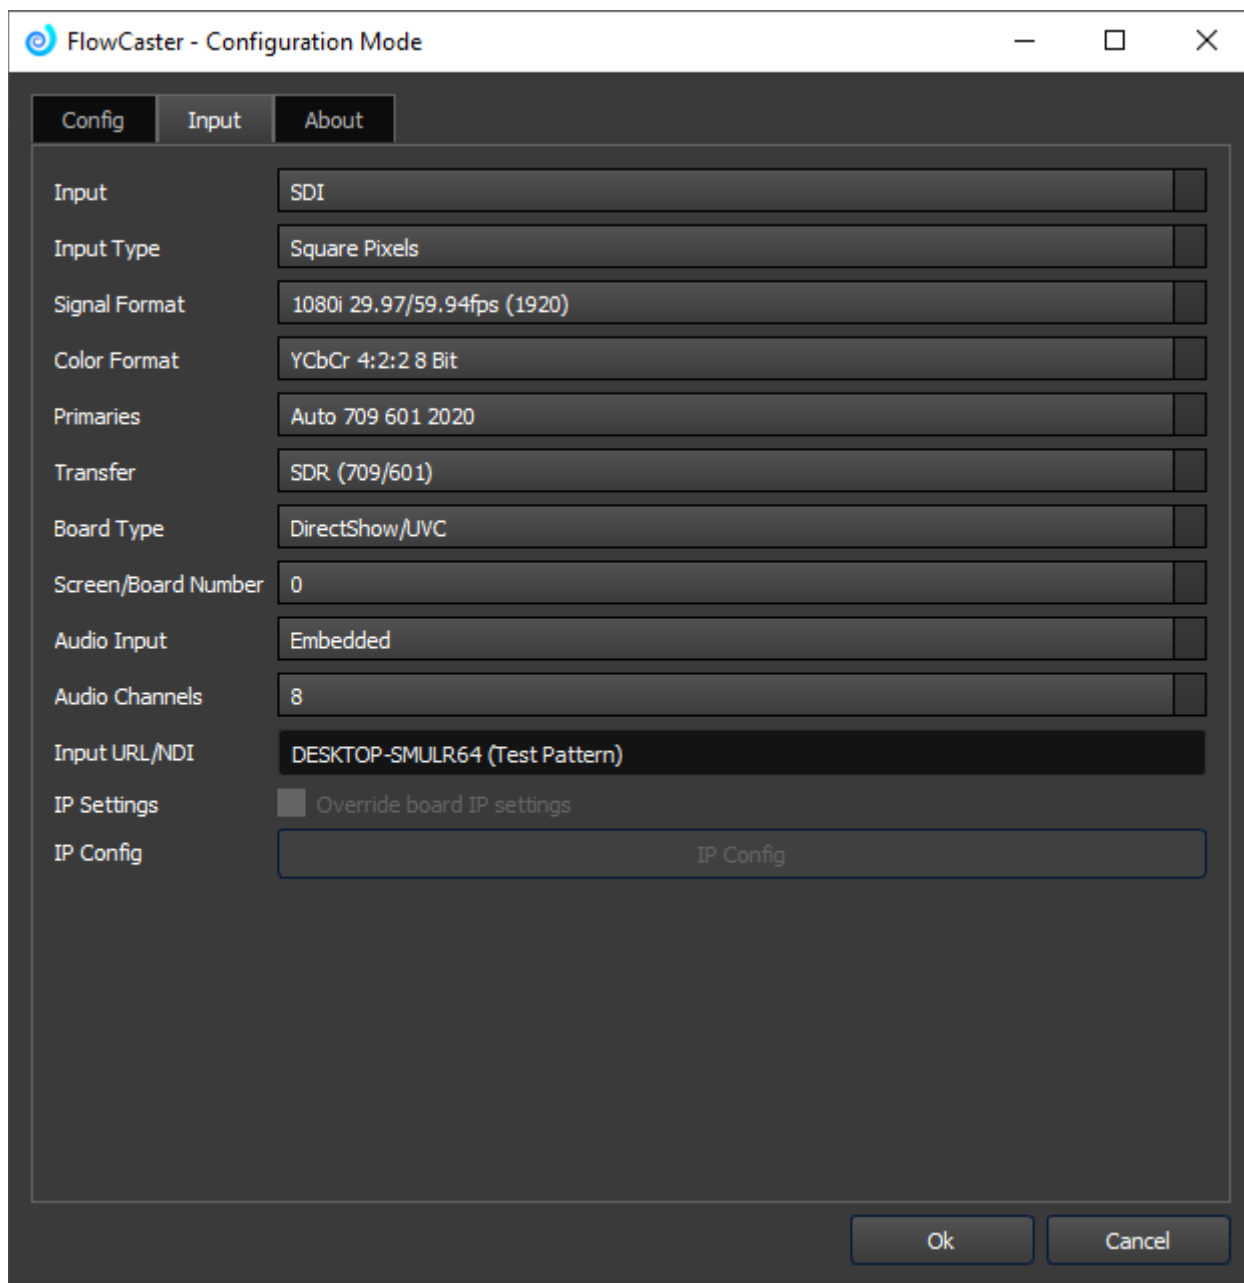 FlowCaster - Configuration Mode
Config Input About
Input SDI
Input Type Square Pixels
Signal Format 1080i 29.97/59.94fps (1920)
Color Format YCbCr 4:2:2 8 Bit
Primaries Auto 709 601 2020
Transfer SDR (709/601)
Board Type DirectShow/UVC
Screen/Board Number 0
Audio Input Embedded
Audio Channels 8
Input URL/NDI DESKTOP-SMULR64 (Test Pattern)
IP Settings Override board IP settings
IP Config IP Config
Ok Cancel